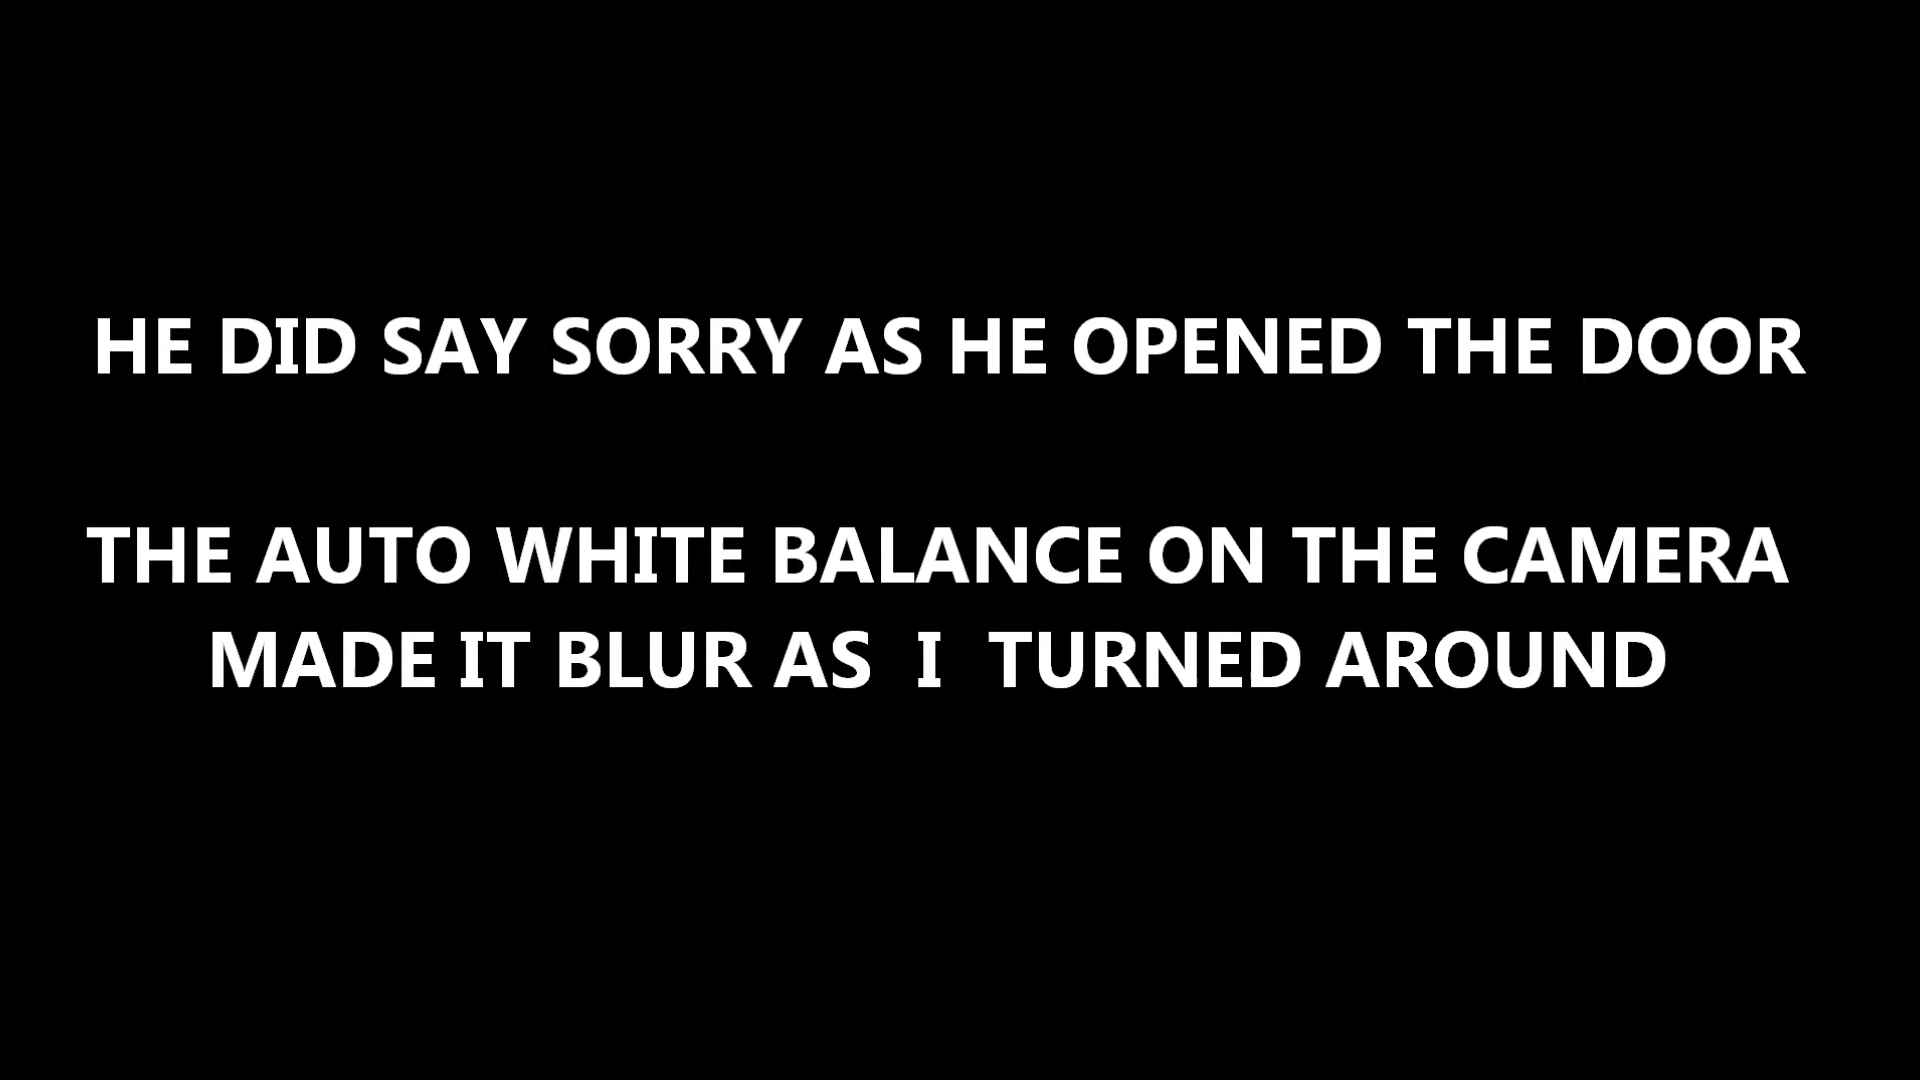 HE DID SAY SORRY AS HE OPENED THE DOOR
THE AUTO WHITE BALANCE ON THE CAMERA
MADE IT BLUR AS  I  TURNED AROUND